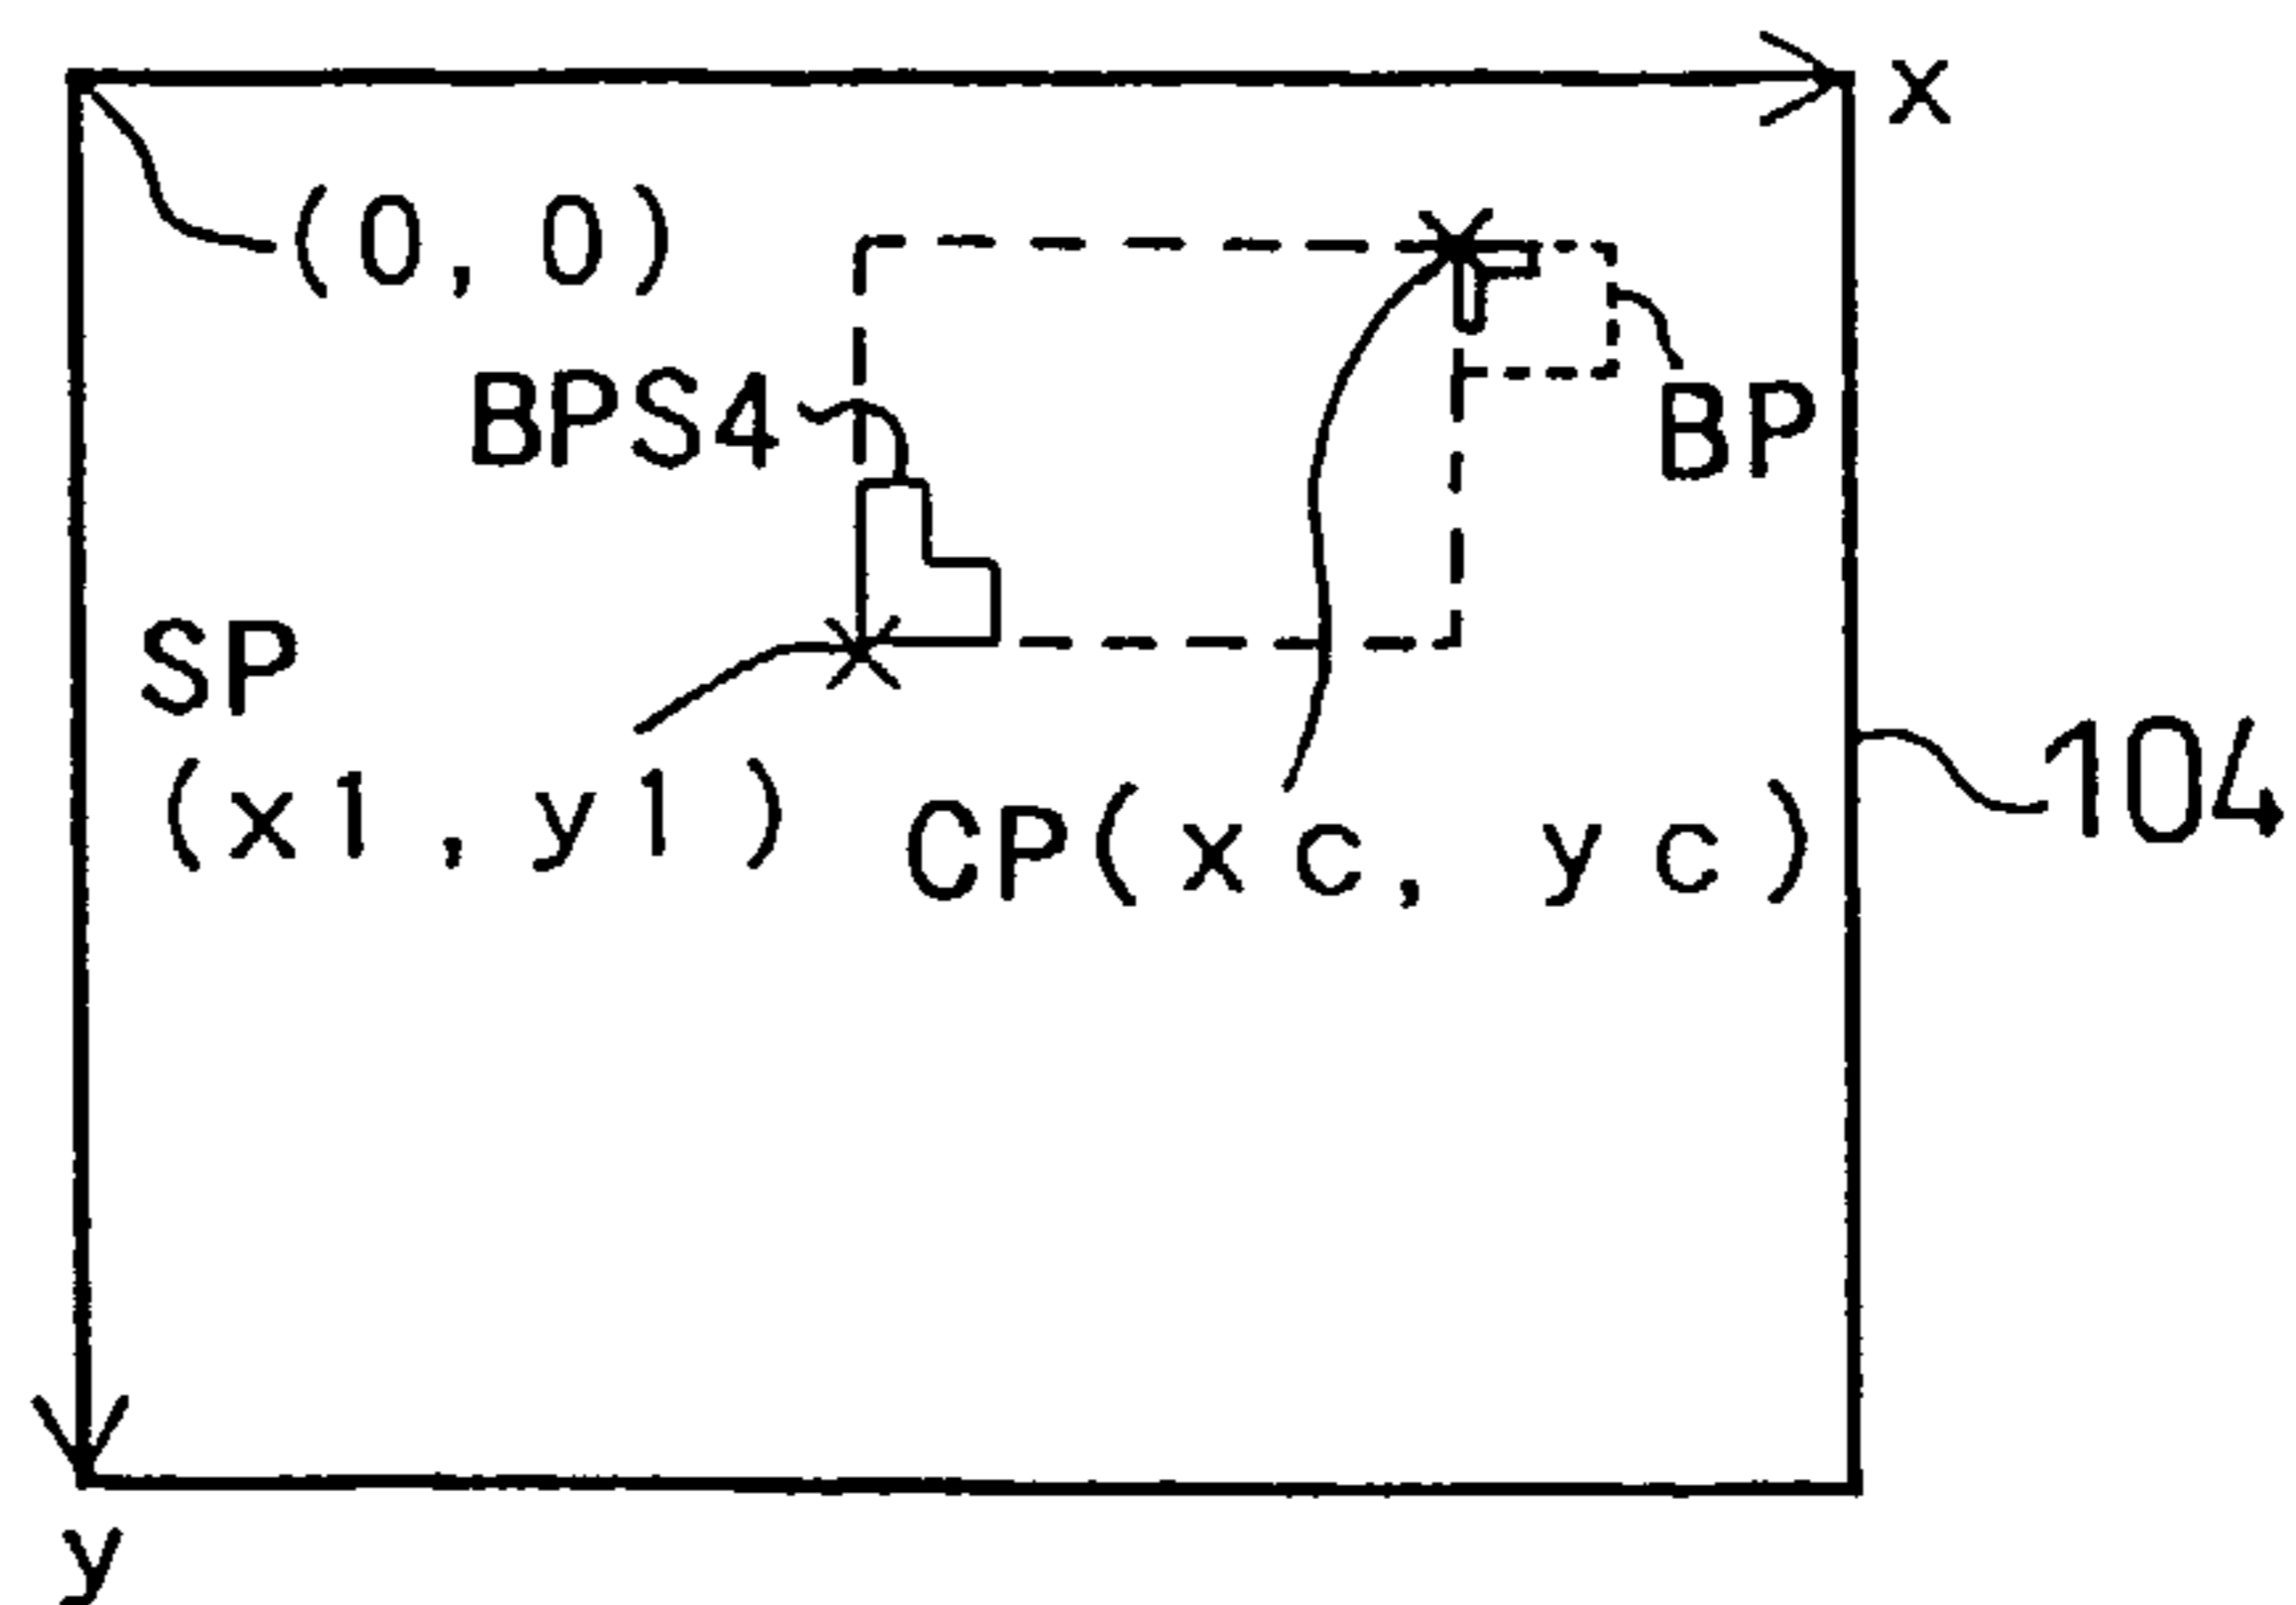 x
(0,0)
BPS4
BP
SP
(x1,y1)
CP(xc, yc)
104
y